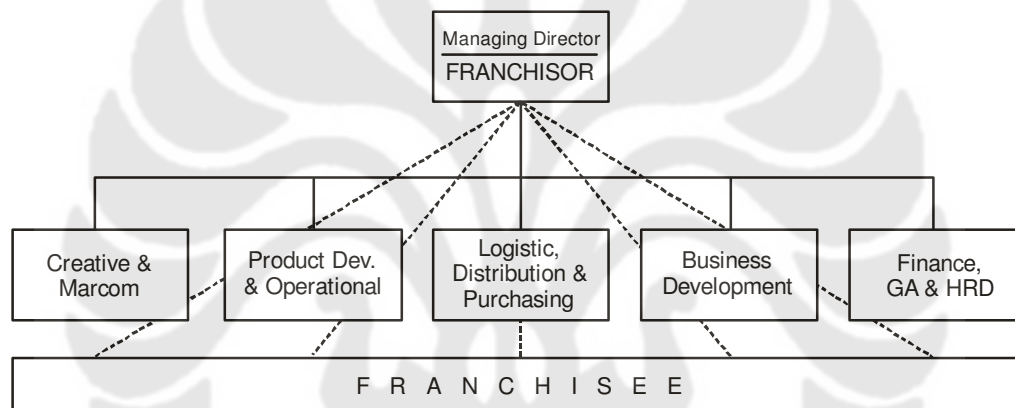 Managing Director
FRANCHISOR
Creative &
Marcom
Product Dev.
& Operational
Logistic,
Distribution &
Purchasing
Business
Development
Finance,
GA & HRD
F R A N C H I S E E